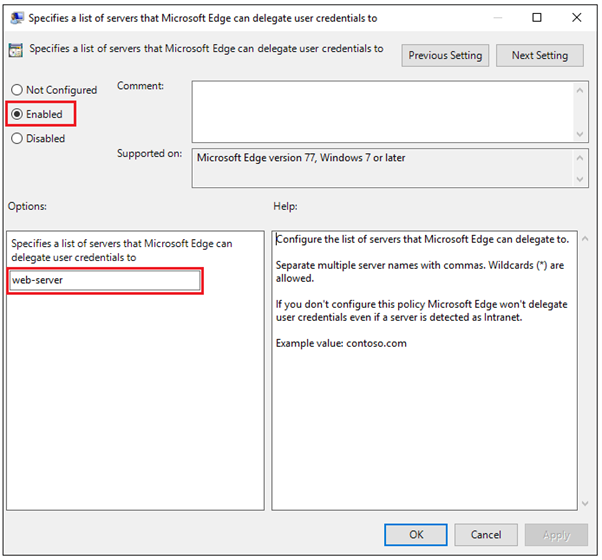 Specifies a list of servers that Microsoft Edge can delegate user credentials to
Specifies a list of servers that Microsoft Edge can delegate user credentials to
Previous Setting
Next Setting
Not Configured
Comment:
Enabled
Disabled
Supported on:
Microsoft Edge version 77, Windows 7 or later
Options:
Help:
Specifies a list of servers that Microsoft Edge can
delegate user credentials to
web-server
Configure the list of servers that Microsoft Edge can delegate to.
Separate multiple server names with commas. Wildcards (*) are
allowed.
If you don't configure this policy Microsoft Edge won't delegate
user credentials even if a server is detected as Intranet.
Example value: contoso.com
OK
Cancel
Apply